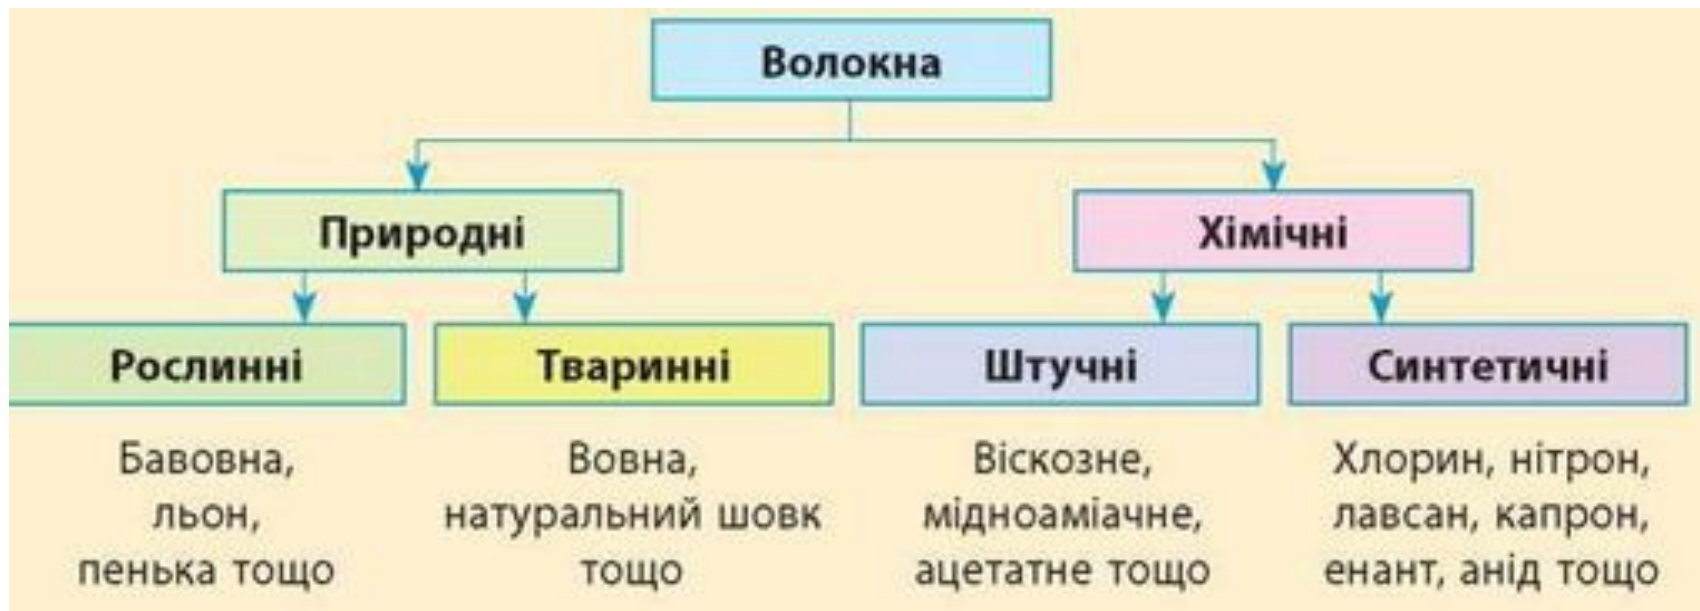 Волокна
Природні
Хімічні
Рослинні
Тваринні
Штучні
Синтетичні
Бавовна,
льон,
пенька тощо
Вовна,
натуральний шовк
тощо
Віскозне,
мідноаміачне,
ацетатне тощо
Хлорин, нітрон,
лавсан, капрон,
енант, анід тощо